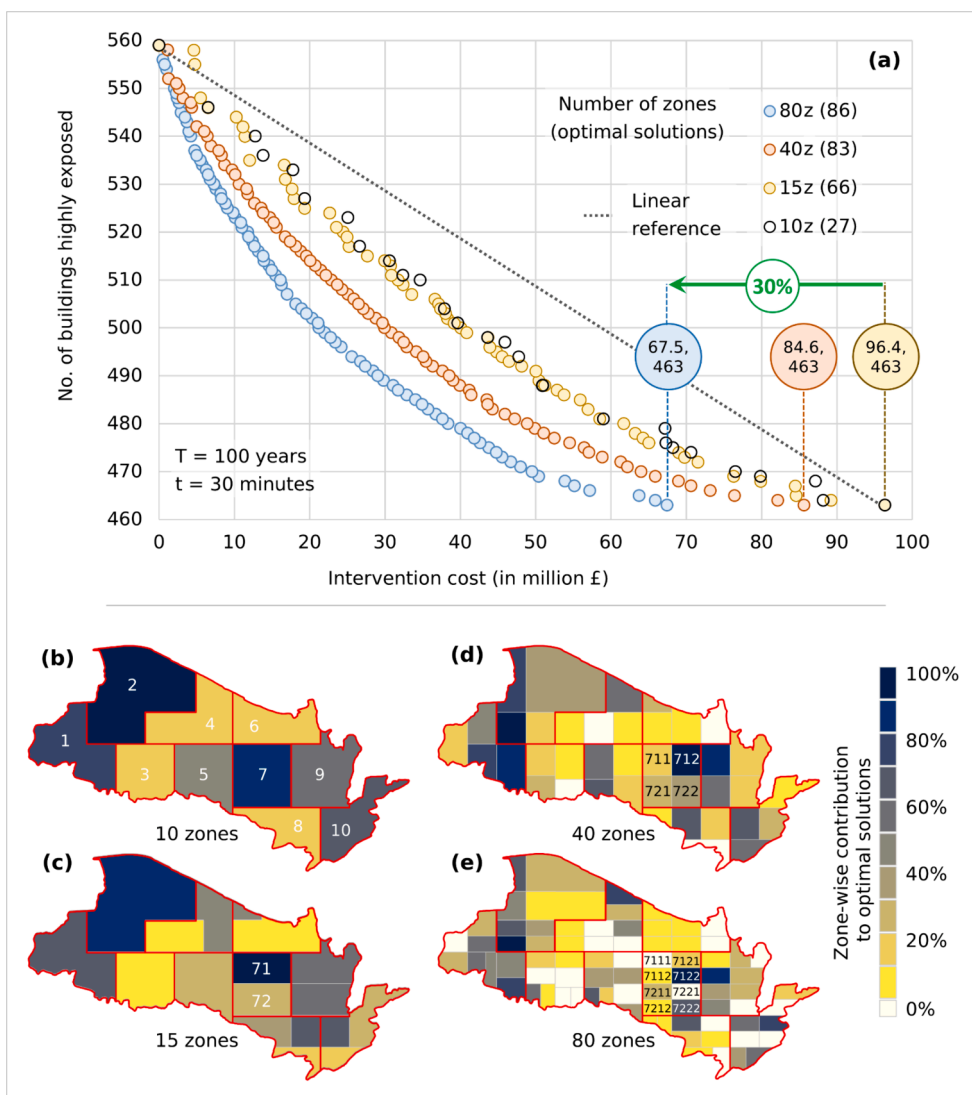 560
550
540
530
520
510
500
490
480
470
460
No. of buildings highly exposed
(a)
Number of zones
(optimal solutions)
80z (86)
40z (83)
15z (66)
10z (27)
Linear
reference
30%
67.5,
463
84.6,
463
96.4,
463
T = 100 years
t = 30 minutes
0 10 20 30 40 50 60 70 80 90 100
Intervention cost (in million £)
(b)
1
2
3
4
5
6
7
8
9
10
10 zones
(d)
711 712
721 722
40 zones
(c)
71
72
15 zones
(e)
7111 7121
7112 7122
7211 7221
7212 7222
80 zones
Zone-wise contribution
to optimal solutions
100%
80%
60%
40%
20%
0%